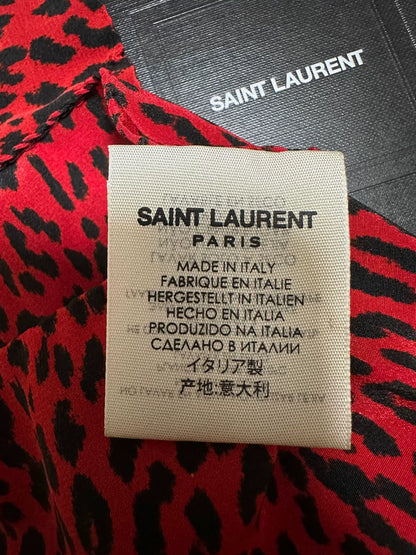 SAINT LAURENT
SAINT LAURENT
PARIS
MADE IN ITALY
FABRIQUE EN ITALIE
HERGESTELLT IN ITALIEN
HECHO EN ITALIA
PRODUZIDO NA ITALIA
СДЕЛАНО В ИТАЛИИ
イタリア製
产地:意大利